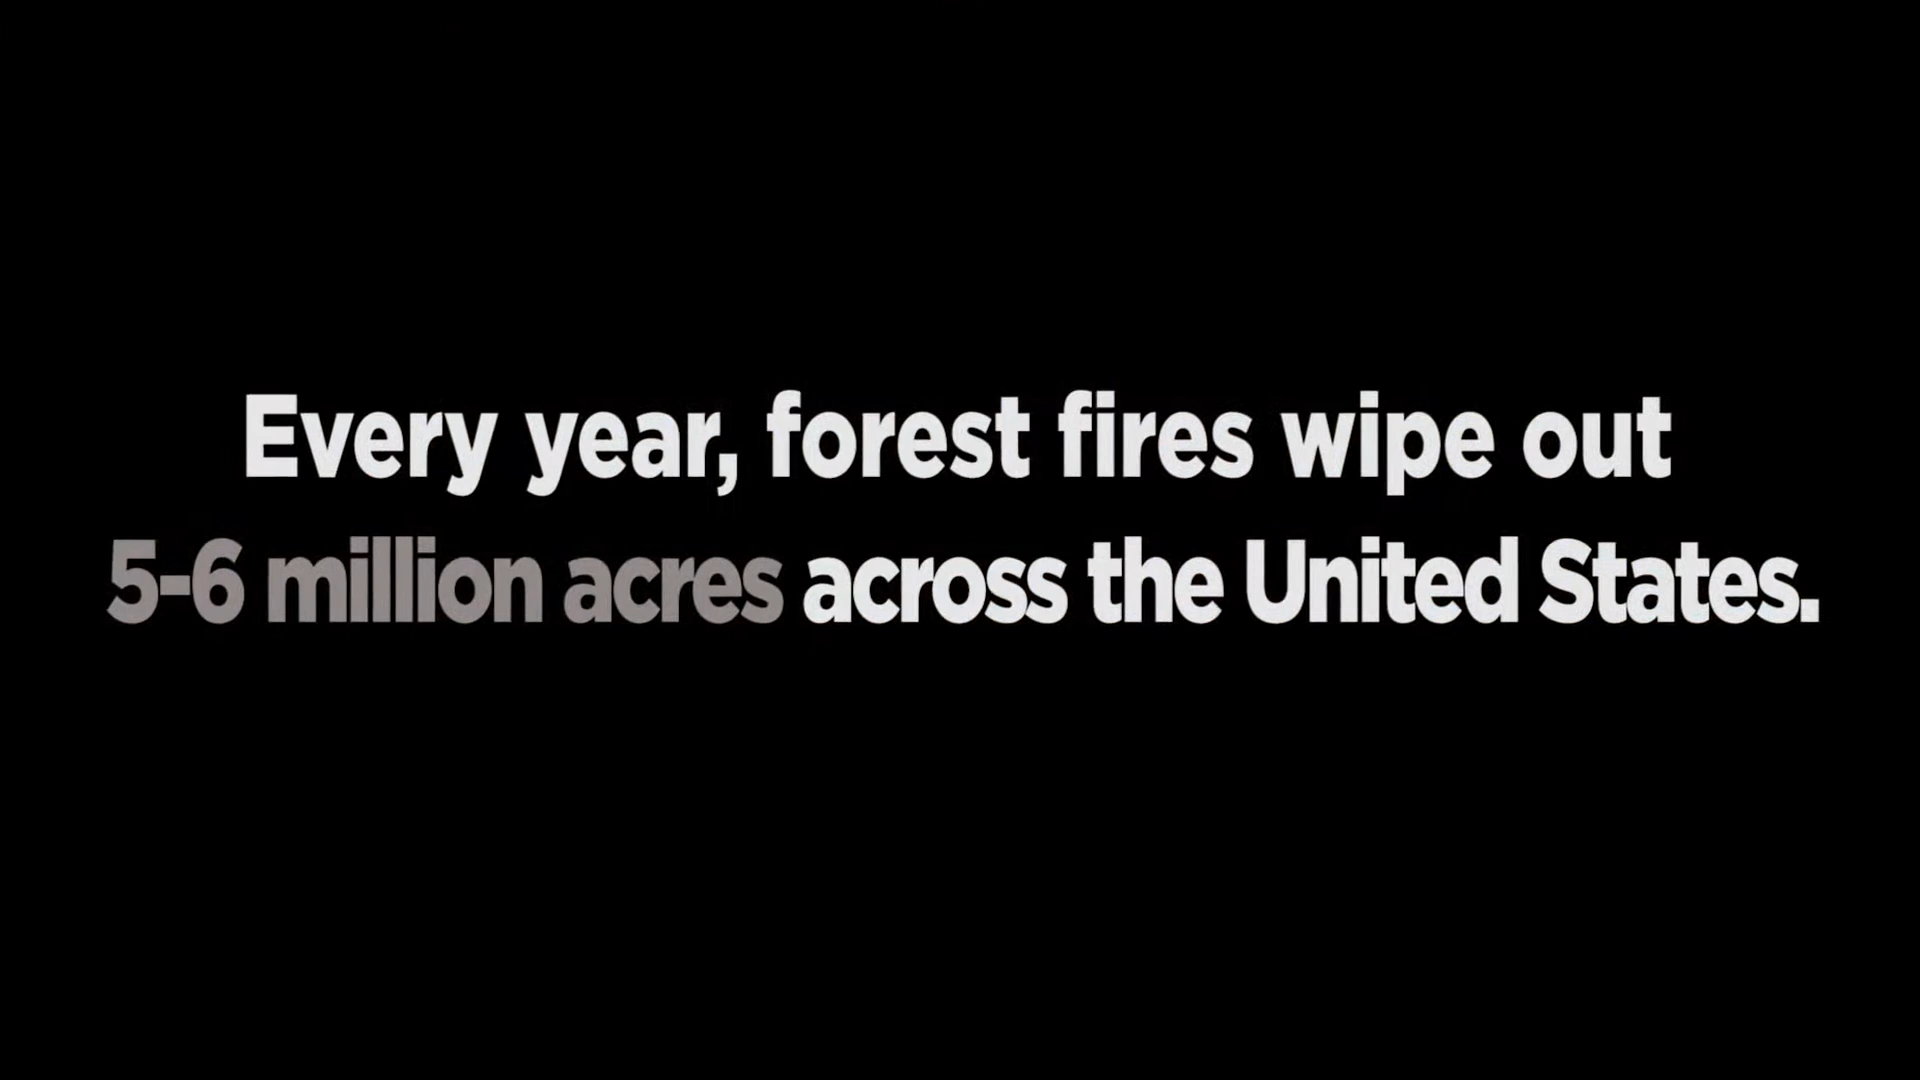 Every year, forest fires wipe out
5-6 million acres across the United States.